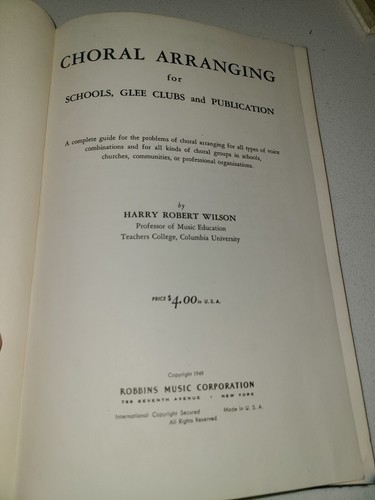 CHORAL ARRANGING
for
SCHOOLS, GLEE CLUBS and PUBLICATION
A complete guide for the problems of choral arranging for all types of voice
combinations and for all kinds of choral groups in schools,
churches, communities, or professional organizations.
by
HARRY ROBERT WILSON
Professor of Music Education
Teachers College, Columbia University
PRICE $4.00 in U. S. A.
Copyright 1949
ROBBINS MUSIC CORPORATION
799 SEVENTH AVENUE • NEW YORK
International Copyright Secured Made in U. S. A.
All Rights Reserved